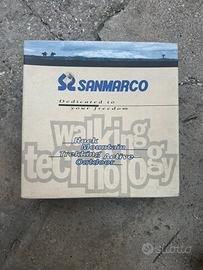 SANMARCO
Dedicated to
your freedom
walking
technology
Rock
Mountain
Trekking
Active
Outdoor
subito